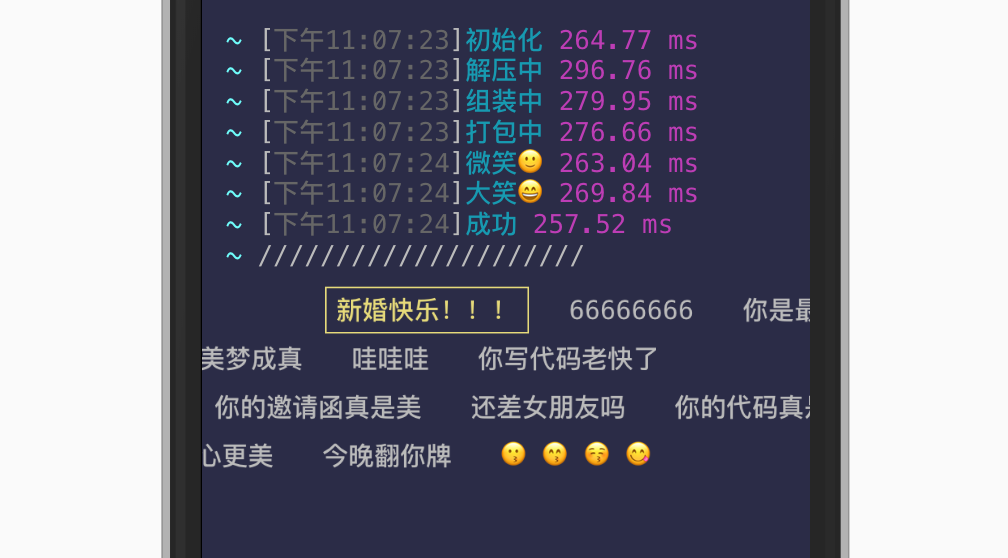 ~ [下午11:07:23]初始化 264.77 ms
~ [下午11:07:23]解压中 296.76 ms
~ [下午11:07:23]组装中 279.95 ms
~ [下午11:07:23]打包中 276.66 ms
~ [下午11:07:24]微笑🙂 263.04 ms
~ [下午11:07:24]大笑😄 269.84 ms
~ [下午11:07:24]成功 257.52 ms
~ /////////////////////
新婚快乐！！！ 66666666 你是最
美梦成真 哇哇哇 你写代码老快了
你的邀请函真是美 还差女朋友吗 你的代码真是
心更美 今晚翻你牌 😗 😙 😚 😋